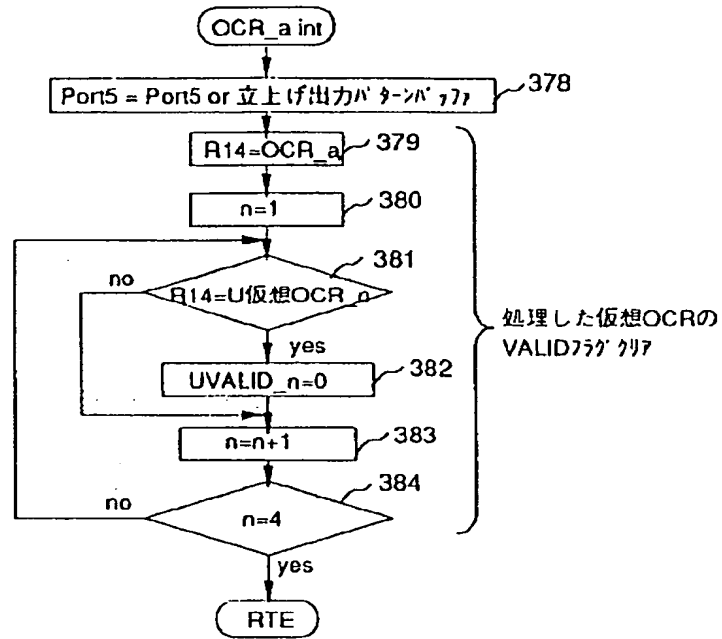 OCR_a int
Port5 = Port5 or 立上げ出力パターンバッファ
378
R14=OCR_a
379
n=1
380
381
no
R14=U仮想OCR_n
yes
UVALID_n=0
382
n=n+1
383
384
no
n=4
yes
RTE
処理した仮想OCRの
VALIDフラグクリア